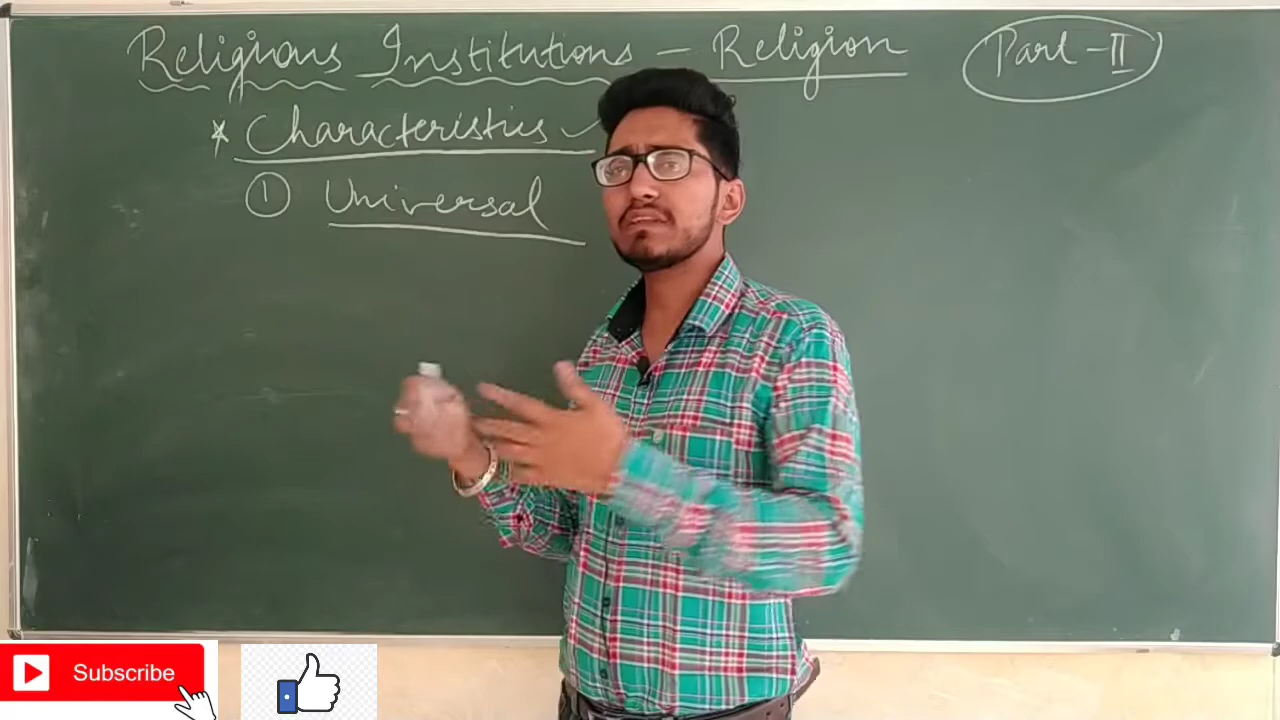 Religious Institutions – Religion
Part-II
* Characteristics
① Universal
Subscribe